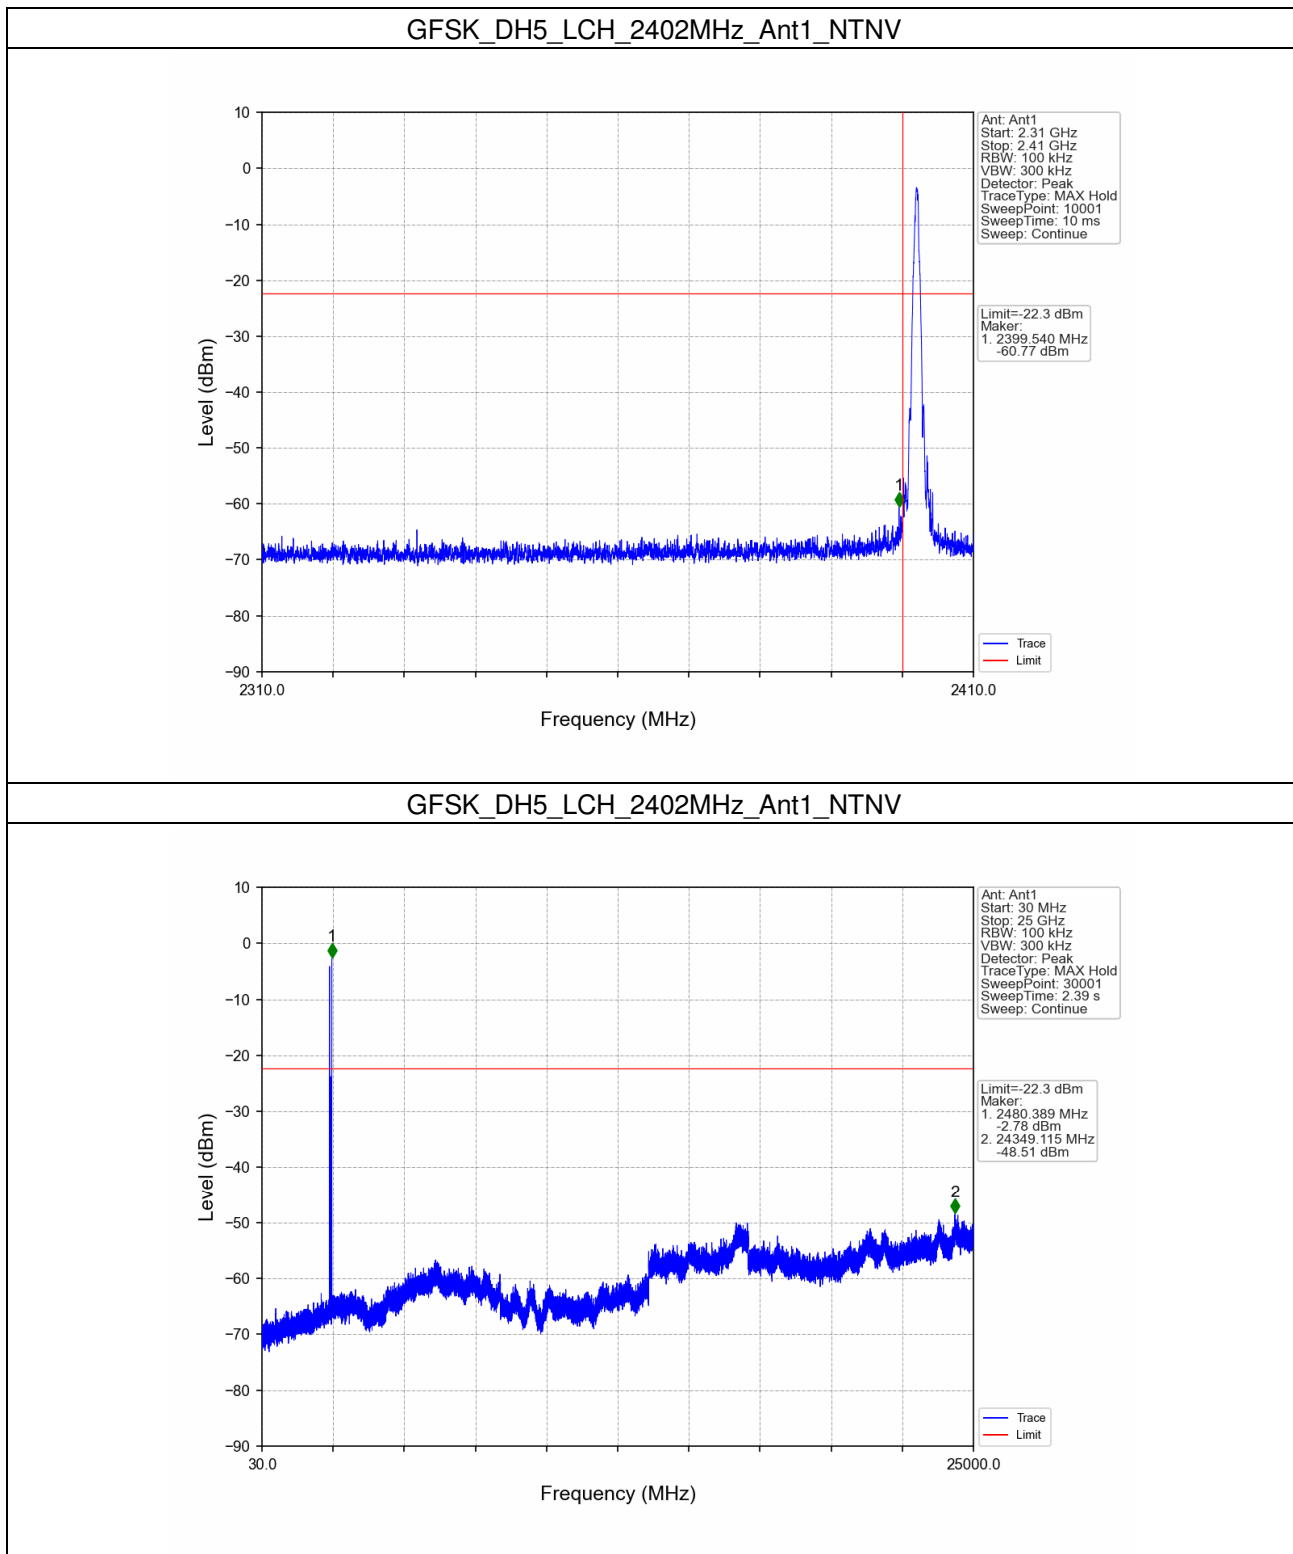 GFSK_DH5_LCH_2402MHz_Ant1_NTNV
10
0
−10
−20
−30
−40
−50
−60
−70
−80
−90
Level (dBm)
1
2310.0
2410.0
Frequency (MHz)
Ant: Ant1
Start: 2.31 GHz
Stop: 2.41 GHz
RBW: 100 kHz
VBW: 300 kHz
Detector: Peak
TraceType: MAX Hold
SweepPoint: 10001
SweepTime: 10 ms
Sweep: Continue
Limit=-22.3 dBm
Maker:
1. 2399.540 MHz
-60.77 dBm
Trace
Limit
GFSK_DH5_LCH_2402MHz_Ant1_NTNV
10
0
−10
−20
−30
−40
−50
−60
−70
−80
−90
Level (dBm)
1
2
30.0
25000.0
Frequency (MHz)
Ant: Ant1
Start: 30 MHz
Stop: 25 GHz
RBW: 100 kHz
VBW: 300 kHz
Detector: Peak
TraceType: MAX Hold
SweepPoint: 30001
SweepTime: 2.39 s
Sweep: Continue
Limit=-22.3 dBm
Maker:
1. 2480.389 MHz
-2.78 dBm
2. 24349.115 MHz
-48.51 dBm
Trace
Limit